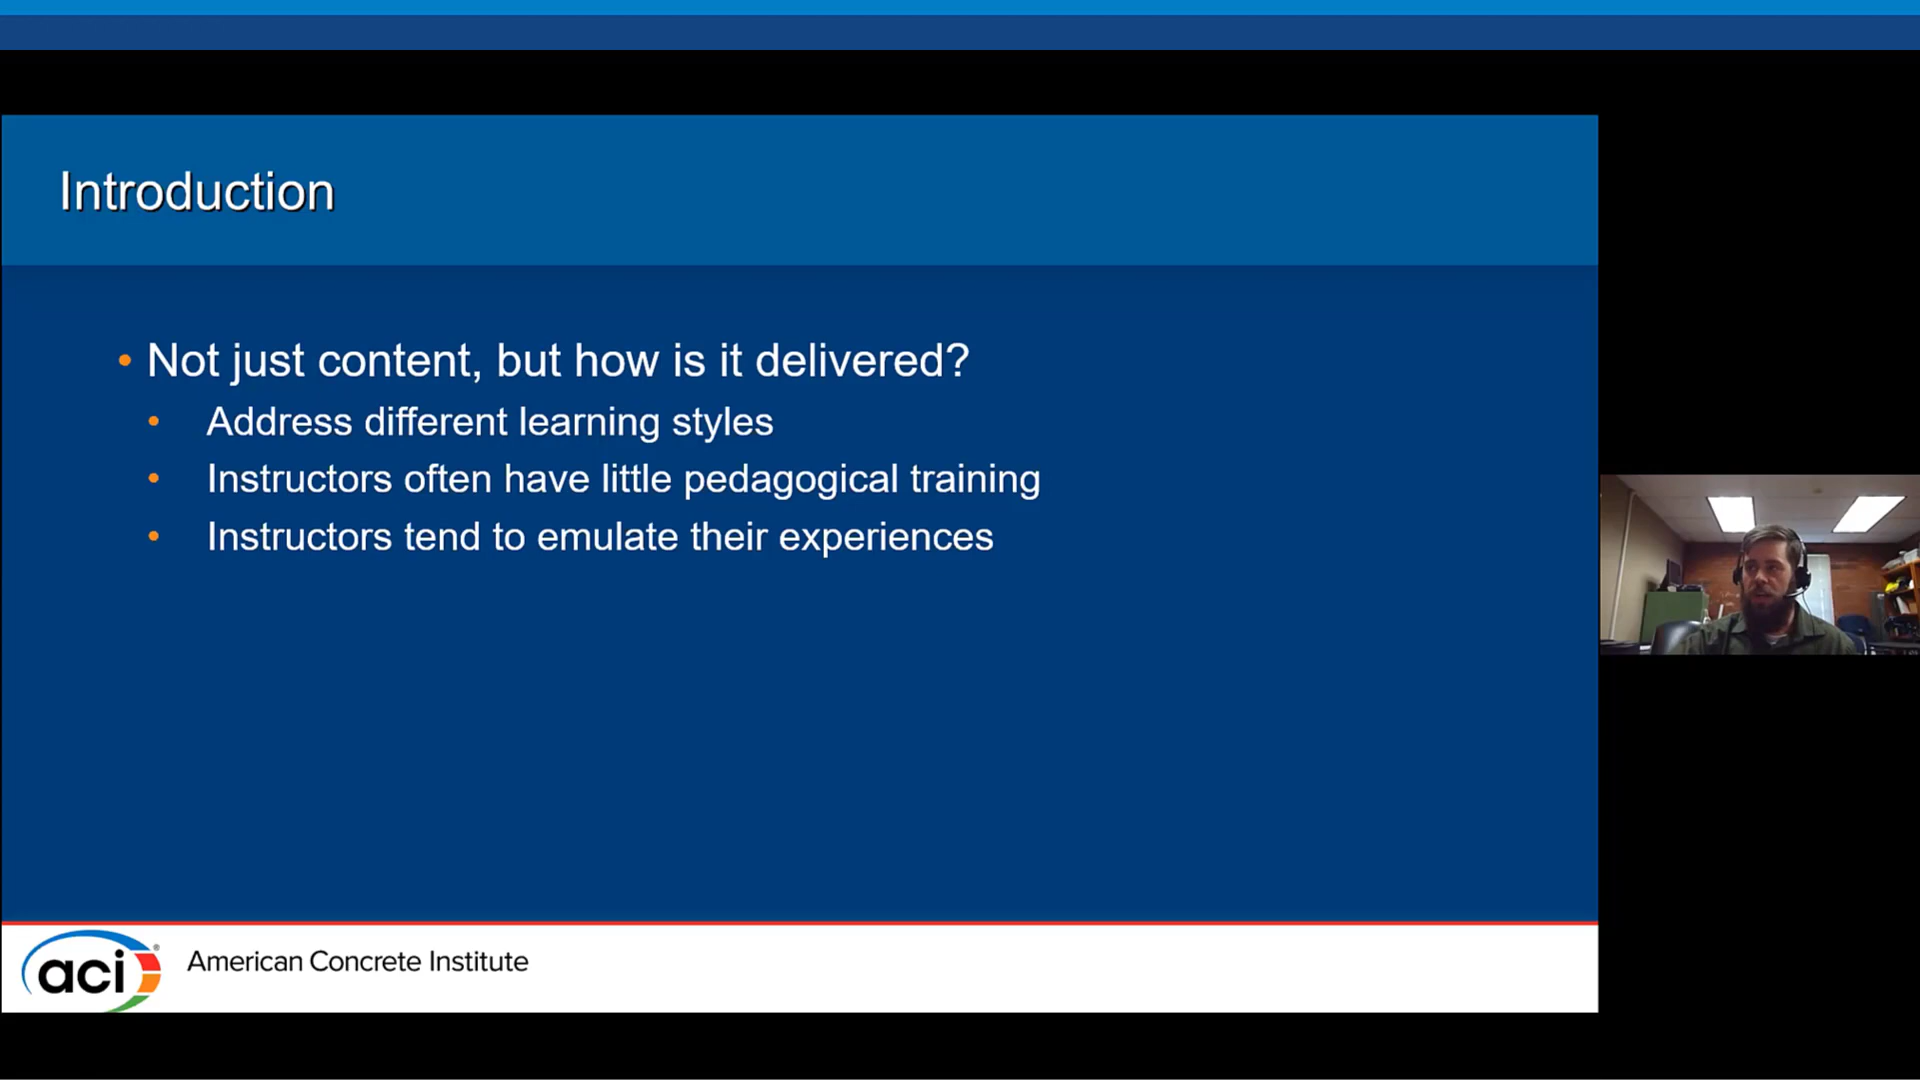 Introduction
• Not just content, but how is it delivered?
• Address different learning styles
• Instructors often have little pedagogical training
• Instructors tend to emulate their experiences
aci®
American Concrete Institute